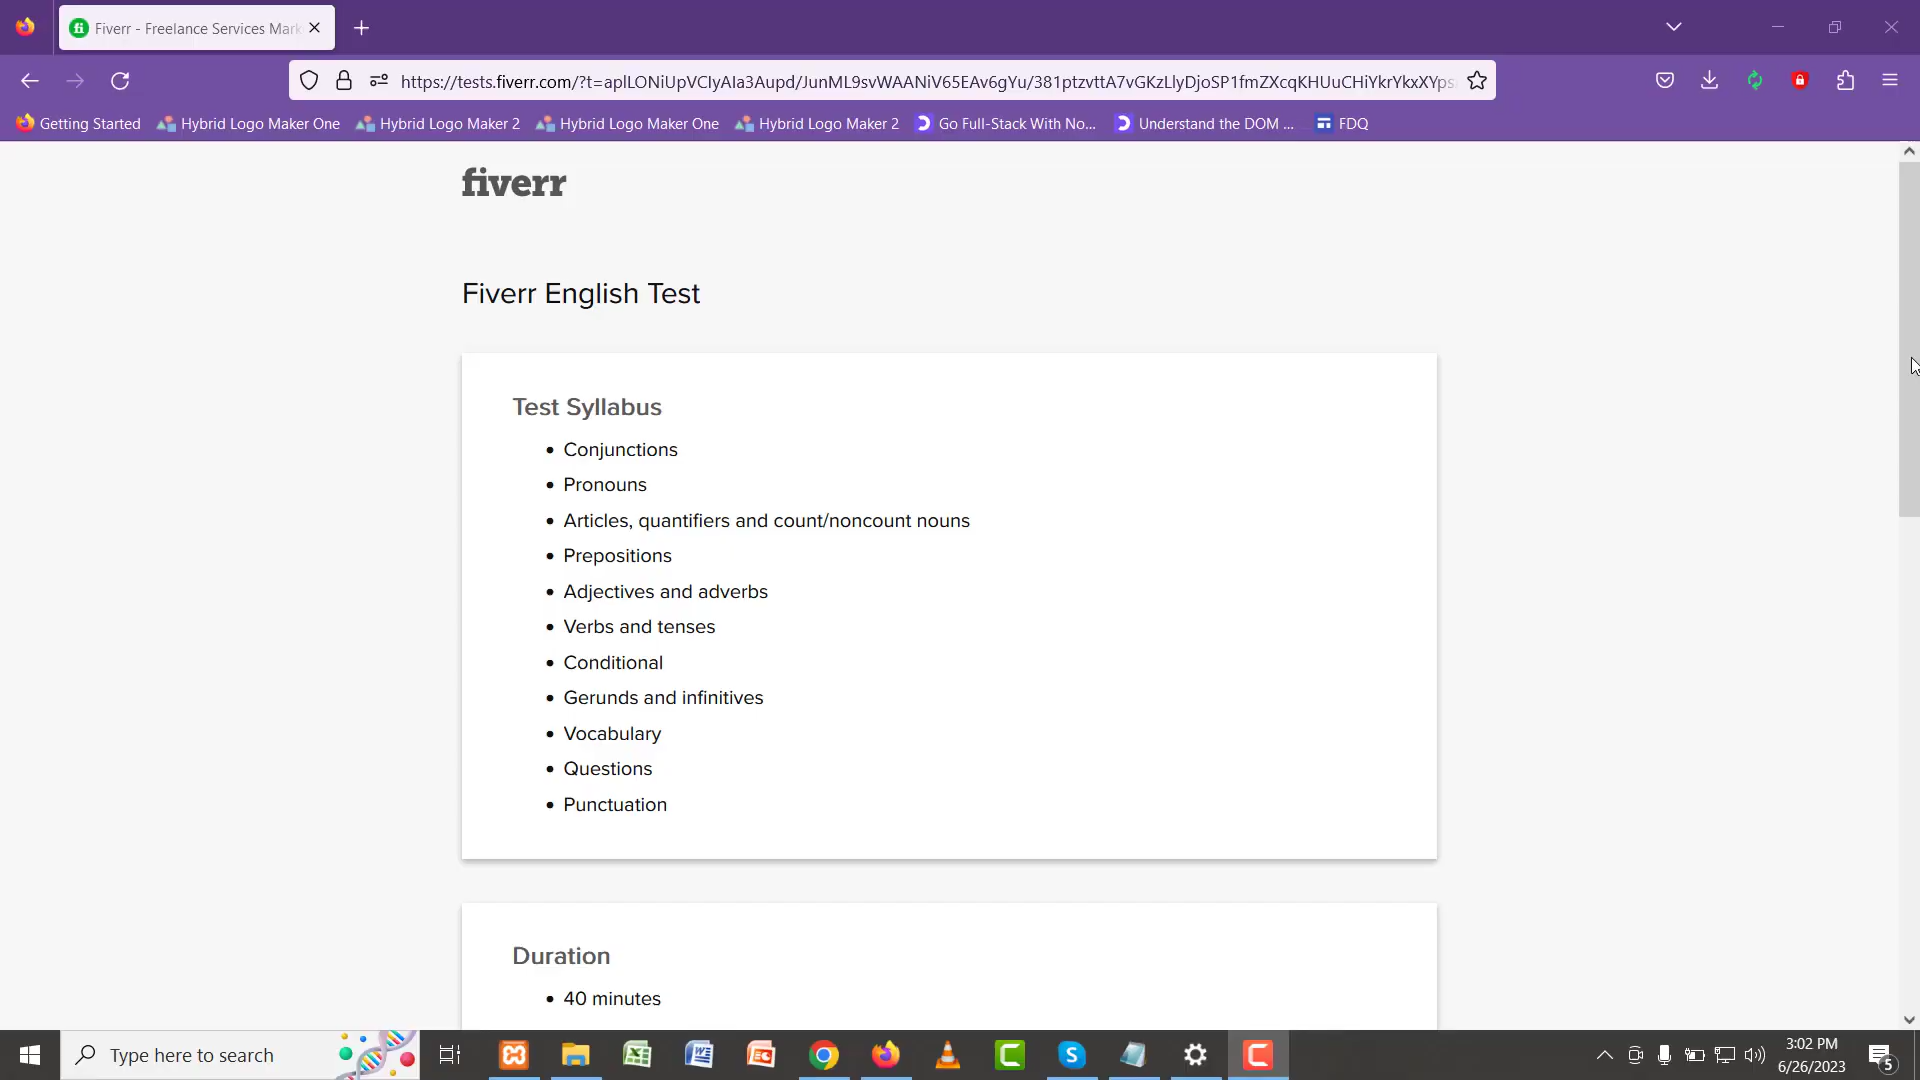 Fiverr - Freelance Services Mark
https://tests.fiverr.com/?t=
Getting Started
Hybrid Logo Maker One
Hybrid Logo Maker 2
Hybrid Logo Maker One
Hybrid Logo Maker 2
Go Full-Stack With No...
Understand the DOM ...
FDQ
fiverr
Fiverr English Test
Test Syllabus
Conjunctions
Pronouns
Articles, quantifiers and count/noncount nouns
Prepositions
Adjectives and adverbs
Verbs and tenses
Conditional
Gerunds and infinitives
Vocabulary
Questions
Punctuation
Duration
40 minutes
Type here to search
3:02 PM
6/26/2023
5